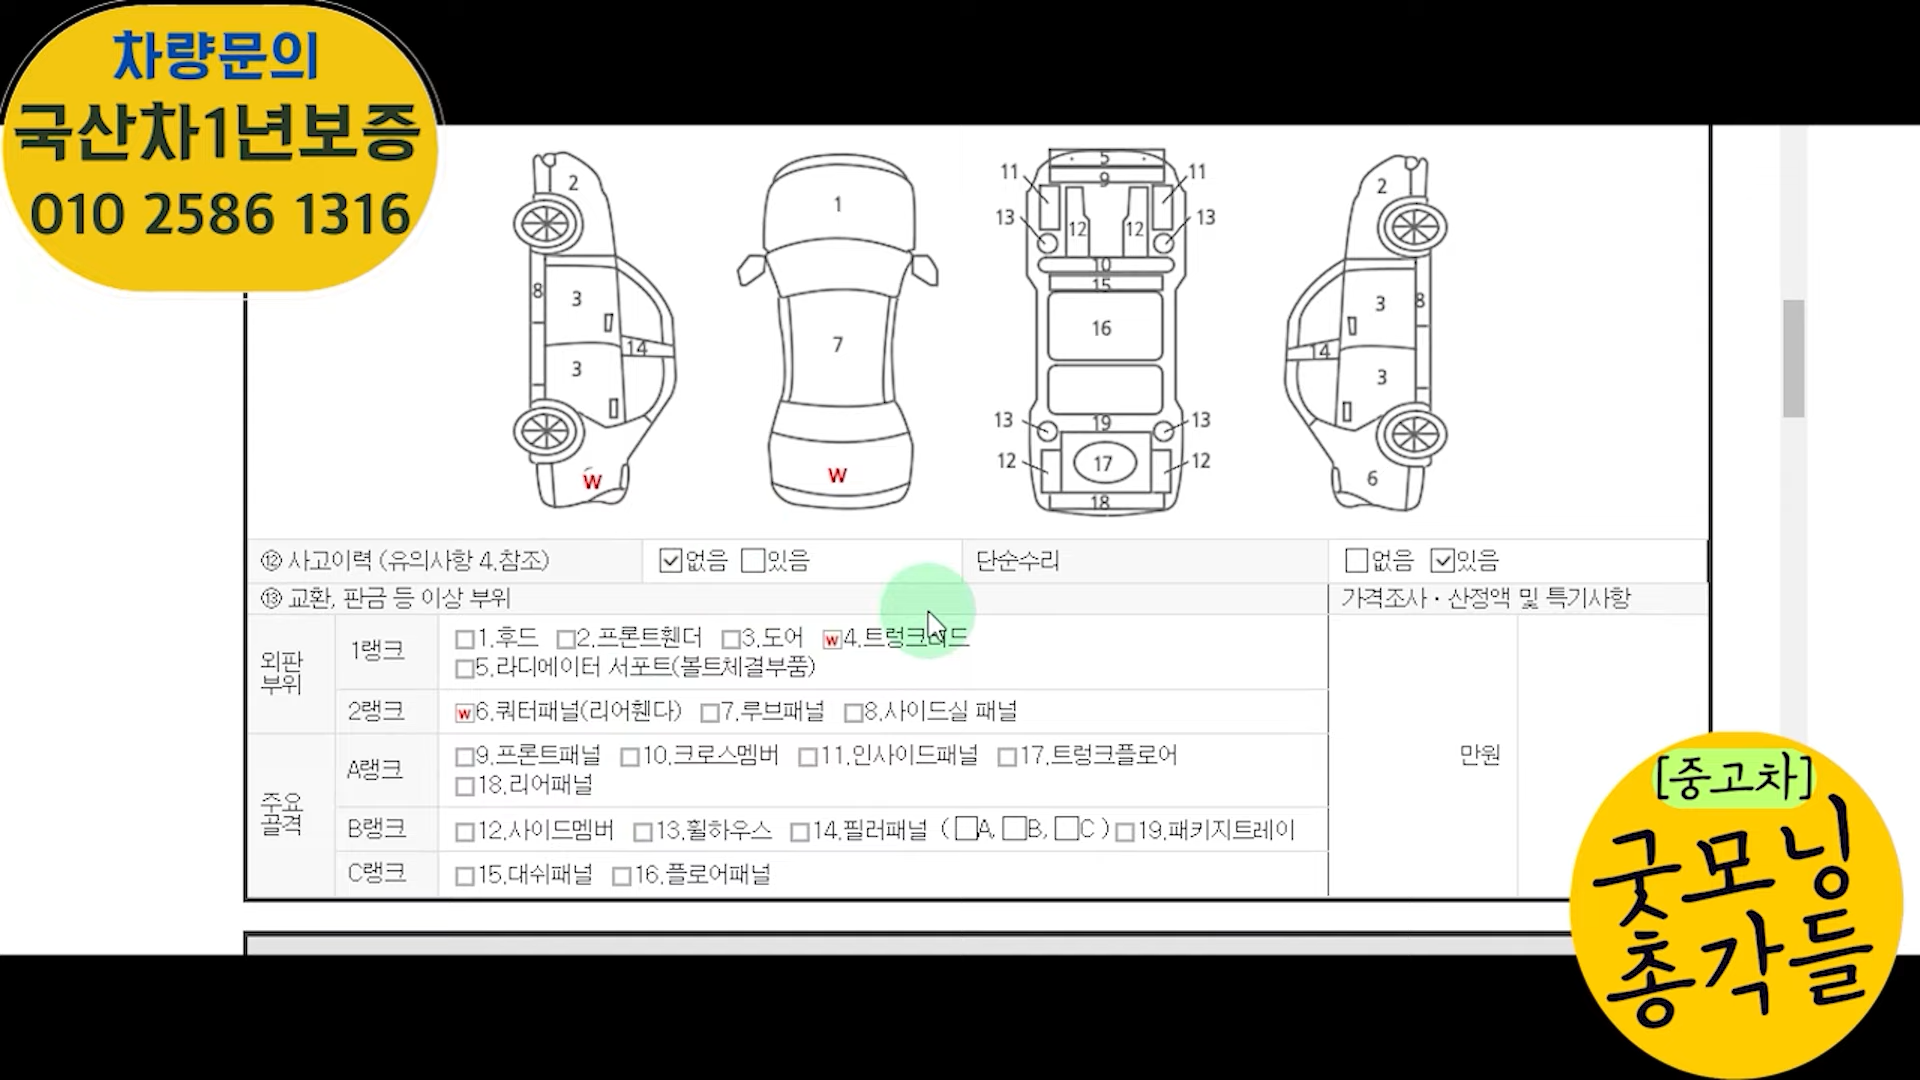 차량문의
국산차1년보증
010 2586 1316
2 1 5 9 11 11 2
13 12 12 13
10
15
8 3 14 3 7 16 3 14 3 8
13 19 13
12 17 12
18
W W 6
⑫ 사고이력 (유의사항 4.참조) ☑없음 ☐있음 단순수리 ☐없음 ☑있음
⑬ 교환, 판금 등 이상 부위 가격조사·산정액 및 특기사항
외판
부위
1랭크 ☐1.후드 ☐2.프론트휀더 ☐3.도어 W4.트렁크리드
☐5.라디에이터 서포트(볼트체결부품)
2랭크 W6.쿼터패널(리어휀다) ☐7.루브패널 ☐8.사이드실 패널
주요
골격
A랭크 ☐9.프론트패널 ☐10.크로스멤버 ☐11.인사이드패널 ☐17.트렁크플로어
☐18.리어패널
만원
B랭크 ☐12.사이드멤버 ☐13.휠하우스 ☐14.필러패널 (☐A, ☐B, ☐C) ☐19.패키지트레이
C랭크 ☐15.대쉬패널 ☐16.플로어패널
[중고차]
굿모닝
총각들